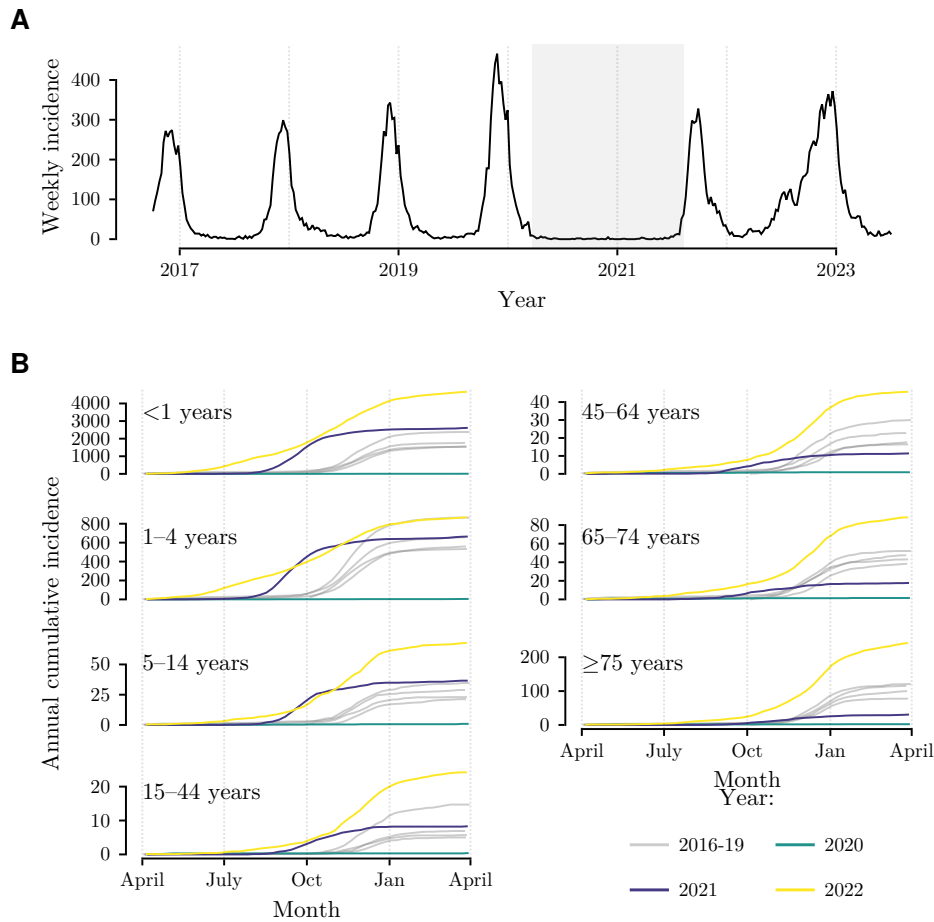 A
Weekly incidence
400
300
200
100
0
2017
2019
2021
2023
Year
B
Annual cumulative incidence
<1 years
4000
3000
2000
1000
0
1–4 years
800
600
400
200
0
5–14 years
50
25
0
15–44 years
20
10
0
April
July
Oct
Jan
April
Month
45–64 years
40
30
20
10
0
65–74 years
80
60
40
20
0
≥75 years
200
100
0
April
July
Oct
Jan
April
Month
Year:
2016-19
2020
2021
2022